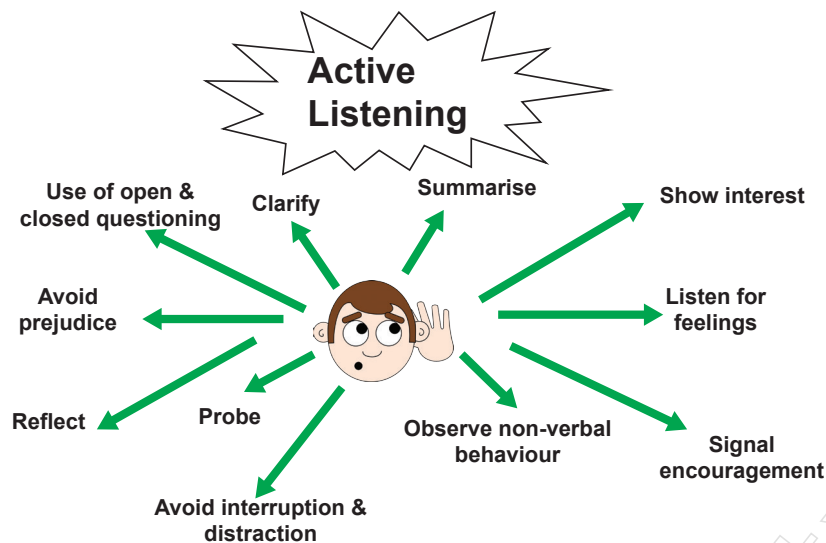 Active
Listening
Use of open &
closed questioning
Clarify
Summarise
Show interest
Avoid
prejudice
Listen for
feelings
Reflect
Probe
Observe non-verbal
behaviour
Signal
encouragement
Avoid interruption &
distraction